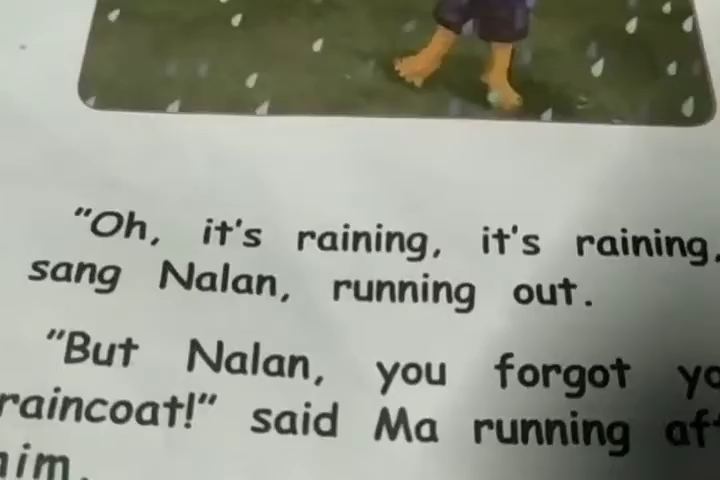 “Oh, it's raining, it's raining,
sang Nalan, running out.
“But Nalan, you forgot
raincoat!” said Ma running